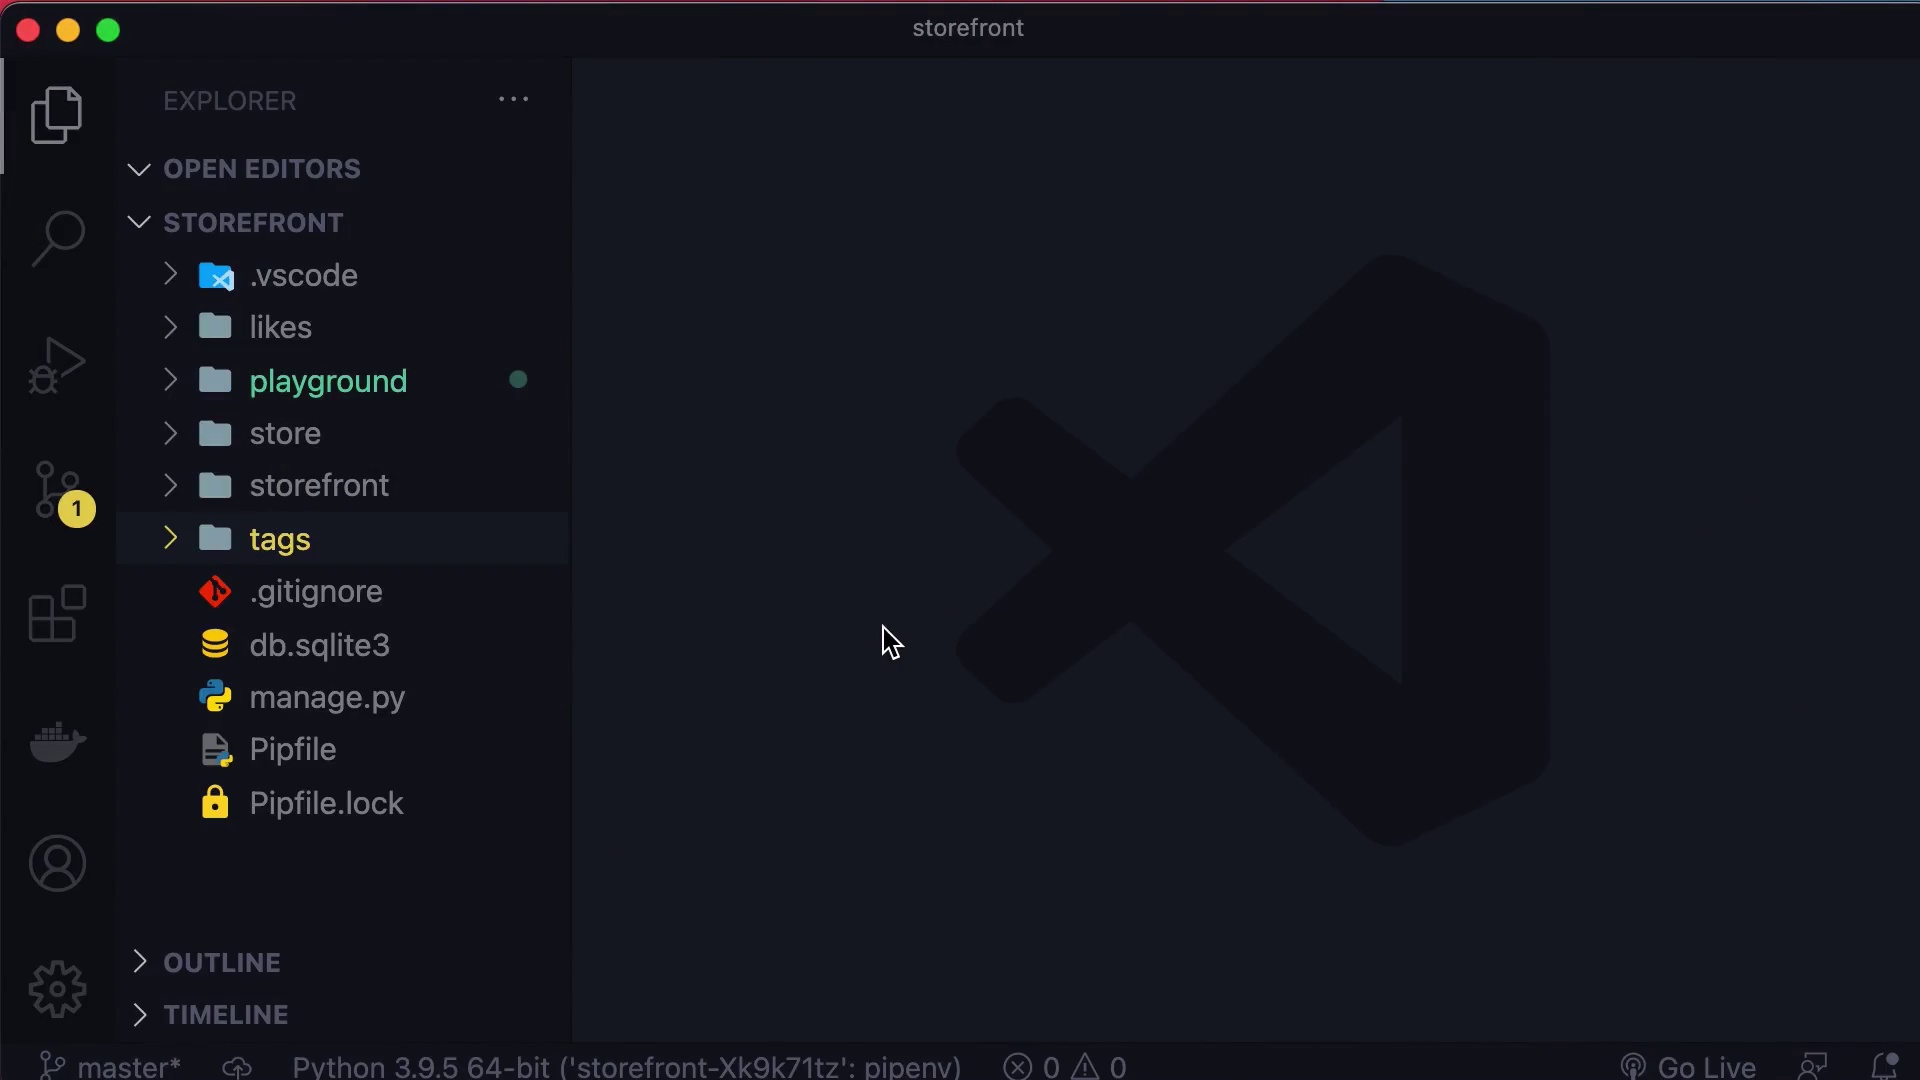 storefront
EXPLORER
OPEN EDITORS
STOREFRONT
.vscode
likes
playground
store
storefront
1
tags
.gitignore
db.sqlite3
manage.py
Pipfile
Pipfile.lock
OUTLINE
TIMELINE
master* Python 3.9.5 64-bit ('storefront-Xk9k71tz': pipenv) 0 0 Go Live